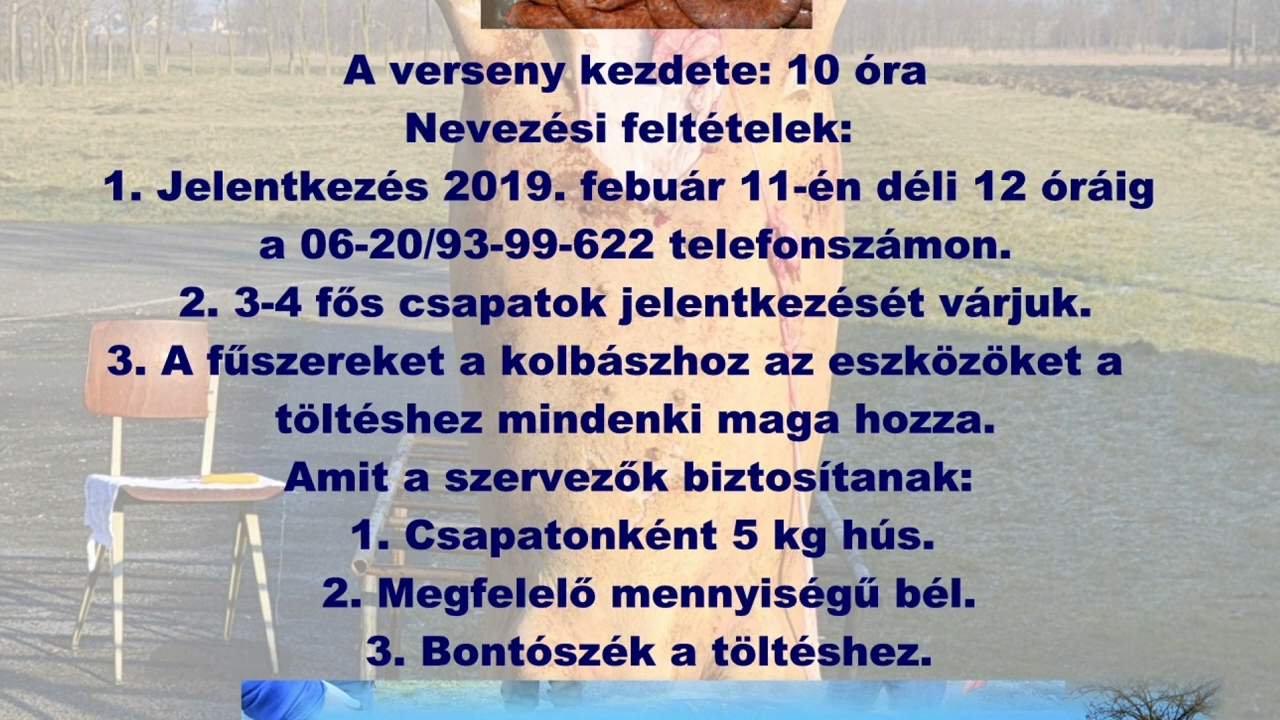 A verseny kezdete: 10 óra
Nevezési feltételek:
1. Jelentkezés 2019. febuár 11-én déli 12 óráig
a 06-20/93-99-622 telefonszámon.
2. 3-4 fős csapatok jelentkezését várjuk.
3. A fűszereket a kolbászhoz az eszközöket a
töltéshez mindenki maga hozza.
Amit a szervezők biztosítanak:
1. Csapatonként 5 kg hús.
2. Megfelelő mennyiségű bél.
3. Bontószék a töltéshez.